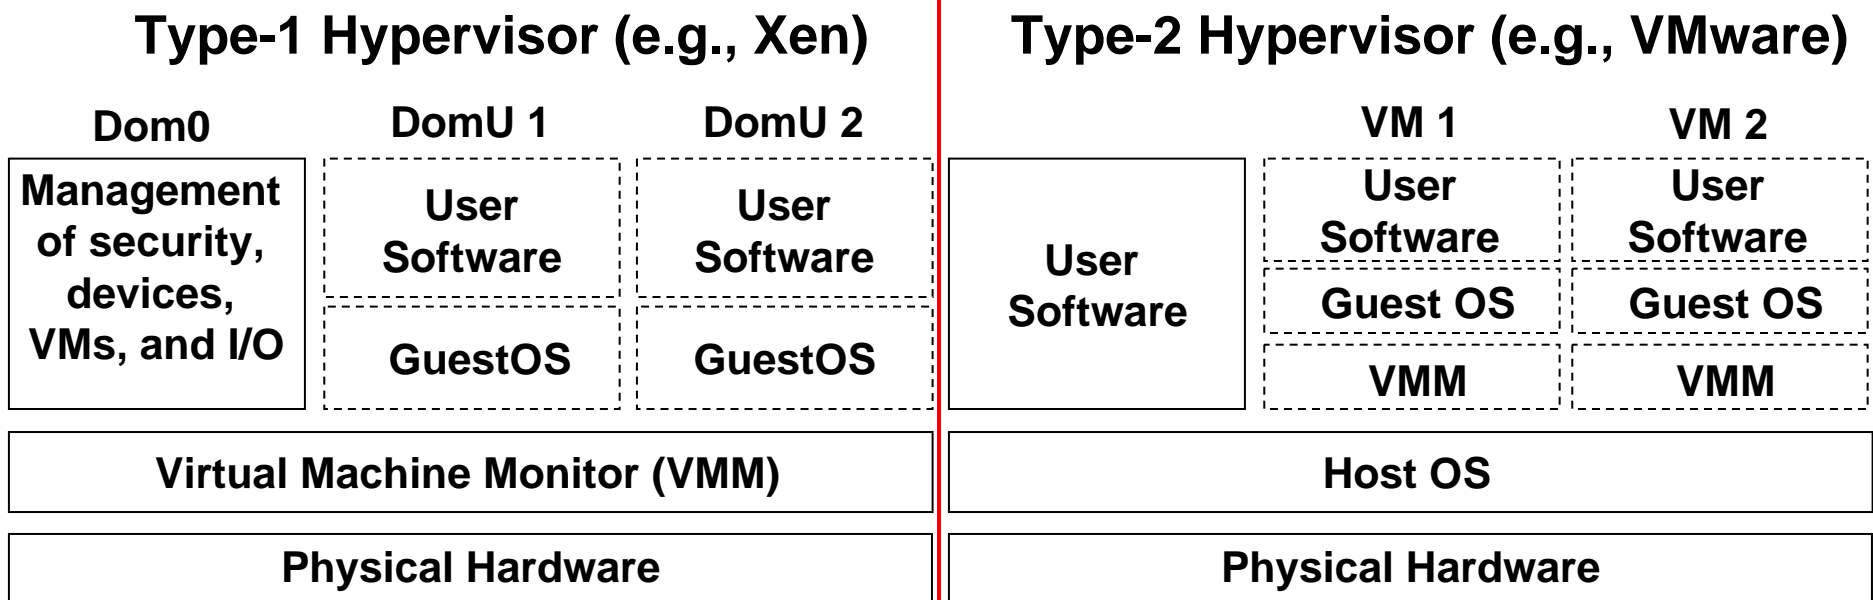 Type-1 Hypervisor (e.g., Xen)
Dom0
DomU 1
DomU 2
Management
of security,
devices,
VMs, and I/O
User
Software
GuestOS
User
Software
GuestOS
Virtual Machine Monitor (VMM)
Physical Hardware
Type-2 Hypervisor (e.g., VMware)
VM 1
VM 2
User
Software
User
Software
Guest OS
VMM
User
Software
Guest OS
VMM
Host OS
Physical Hardware